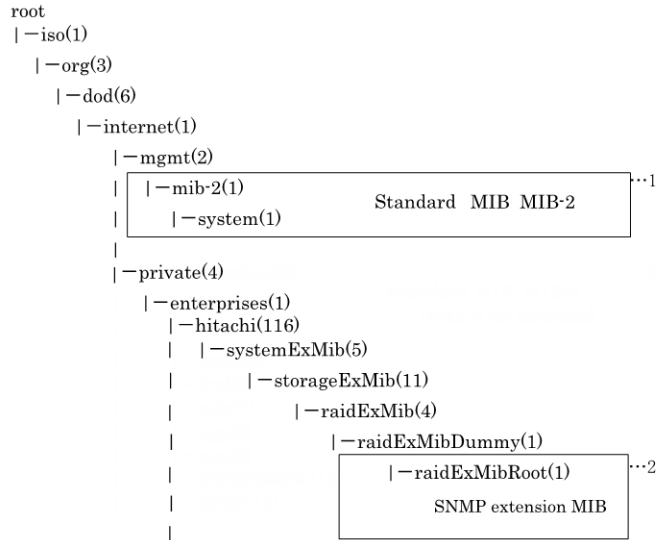 root
|－iso(1)
|－org(3)
|－dod(6)
|－internet(1)
|－mgmt(2)
| |－mib-2(1) Standard MIB MIB-2 …1
| |－system(1)
|
|－private(4)
|－enterprises(1)
|－hitachi(116)
| |－systemExMib(5)
| |－storageExMib(11)
| |－raidExMib(4)
| |－raidExMibDummy(1)
| |－raidExMibRoot(1) …2
| SNMP extension MIB
|